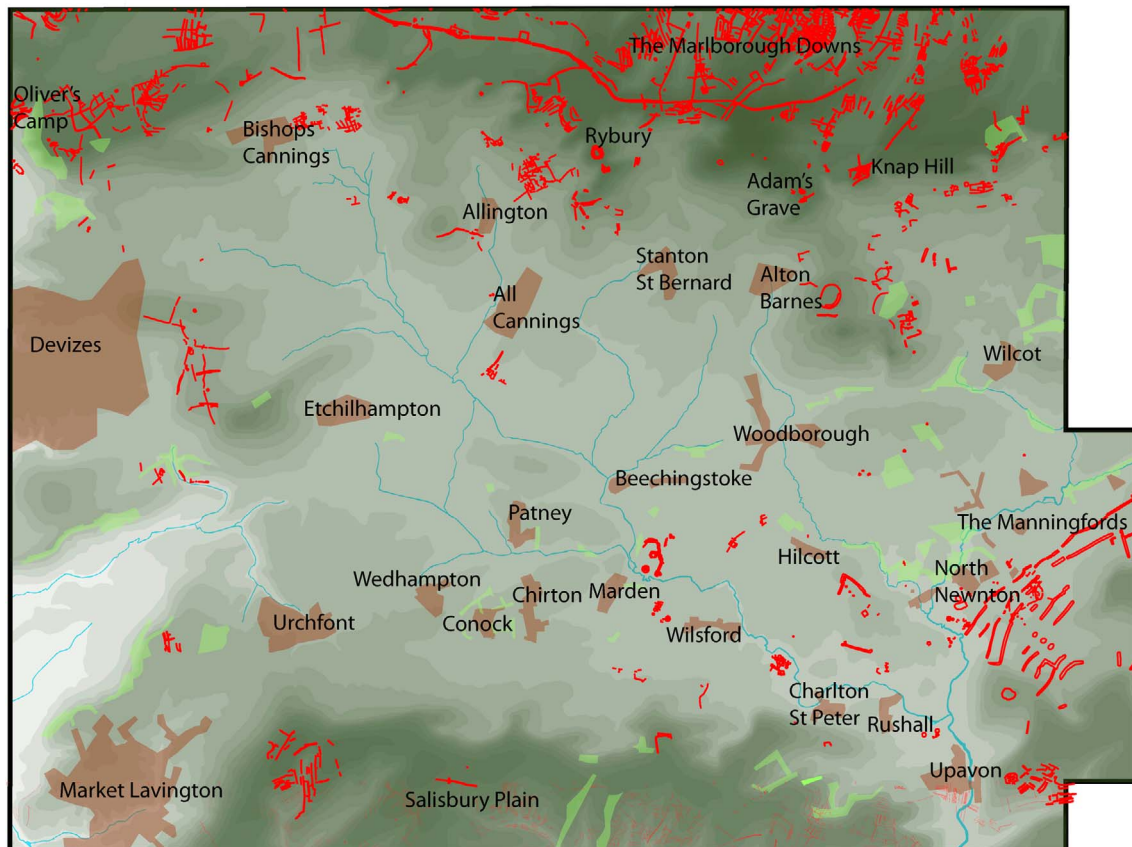 The Marlborough Downs
Oliver's
Camp
Bishops
Cannings
Rybury
Knap Hill
Adam's
Grave
Allington
Stanton
St Bernard
Alton
Barnes
All
Cannings
Devizes
Wilcot
Etchilhampton
Woodborough
Beechingstoke
Patney
The Manningfords
Hilcott
North
Newnton
Wedhampton
Chirton
Marden
Urchfont
Conock
Wilsford
Charlton
St Peter
Rushall
Upavon
Market Lavington
Salisbury Plain